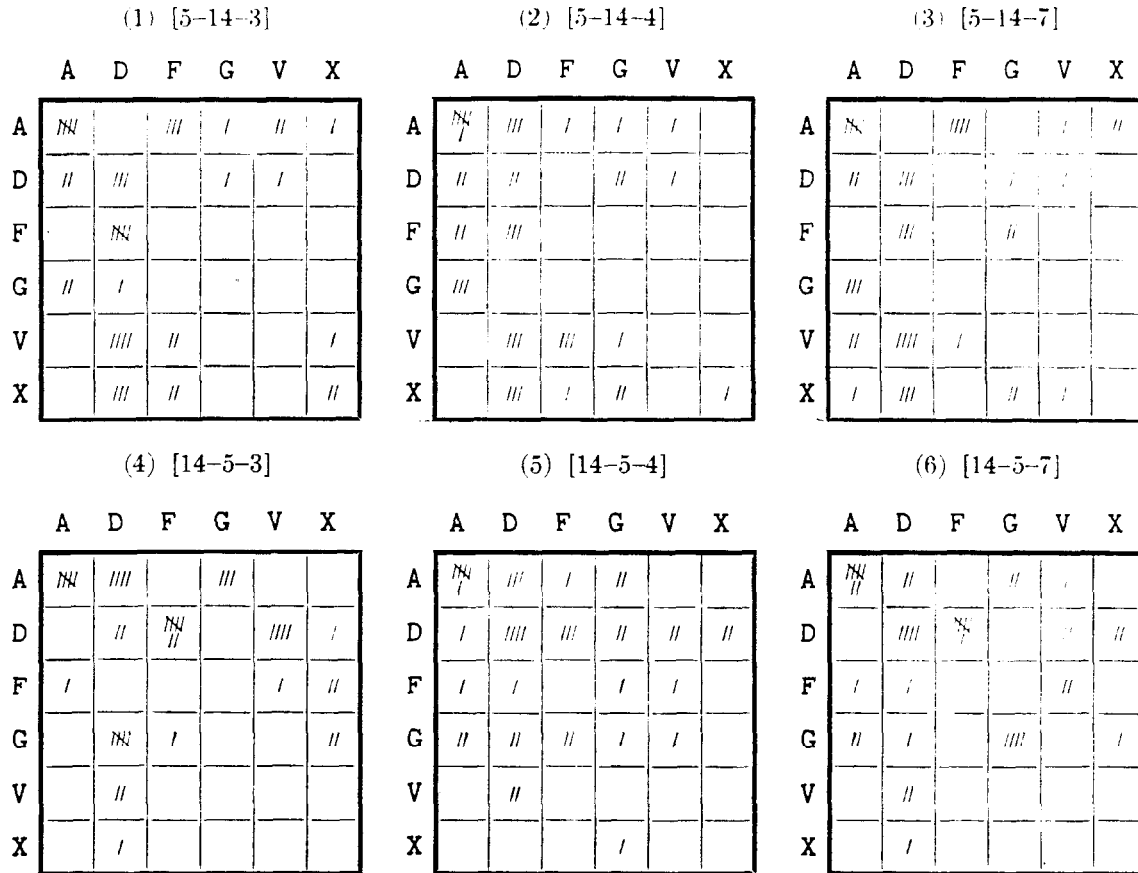 (1) [5–14–3] (2) [5–14–4] (3) [5–14–7]
A D F G V X A D F G V X A D F G V X
A A A
D D D
F F F
G G G
V V V
X X X
(4) [14–5–3] (5) [14–5–4] (6) [14–5–7]
A D F G V X A D F G V X A D F G V X
A A A
D D D
F F F
G G G
V V V
X X X